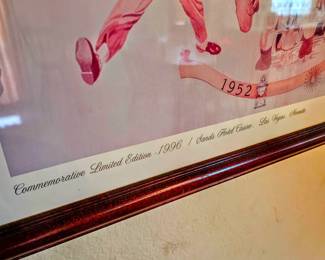 1952
Commemorative Limited Edition - 1996 / Sands Hotel Casino, Las Vegas, Nevada